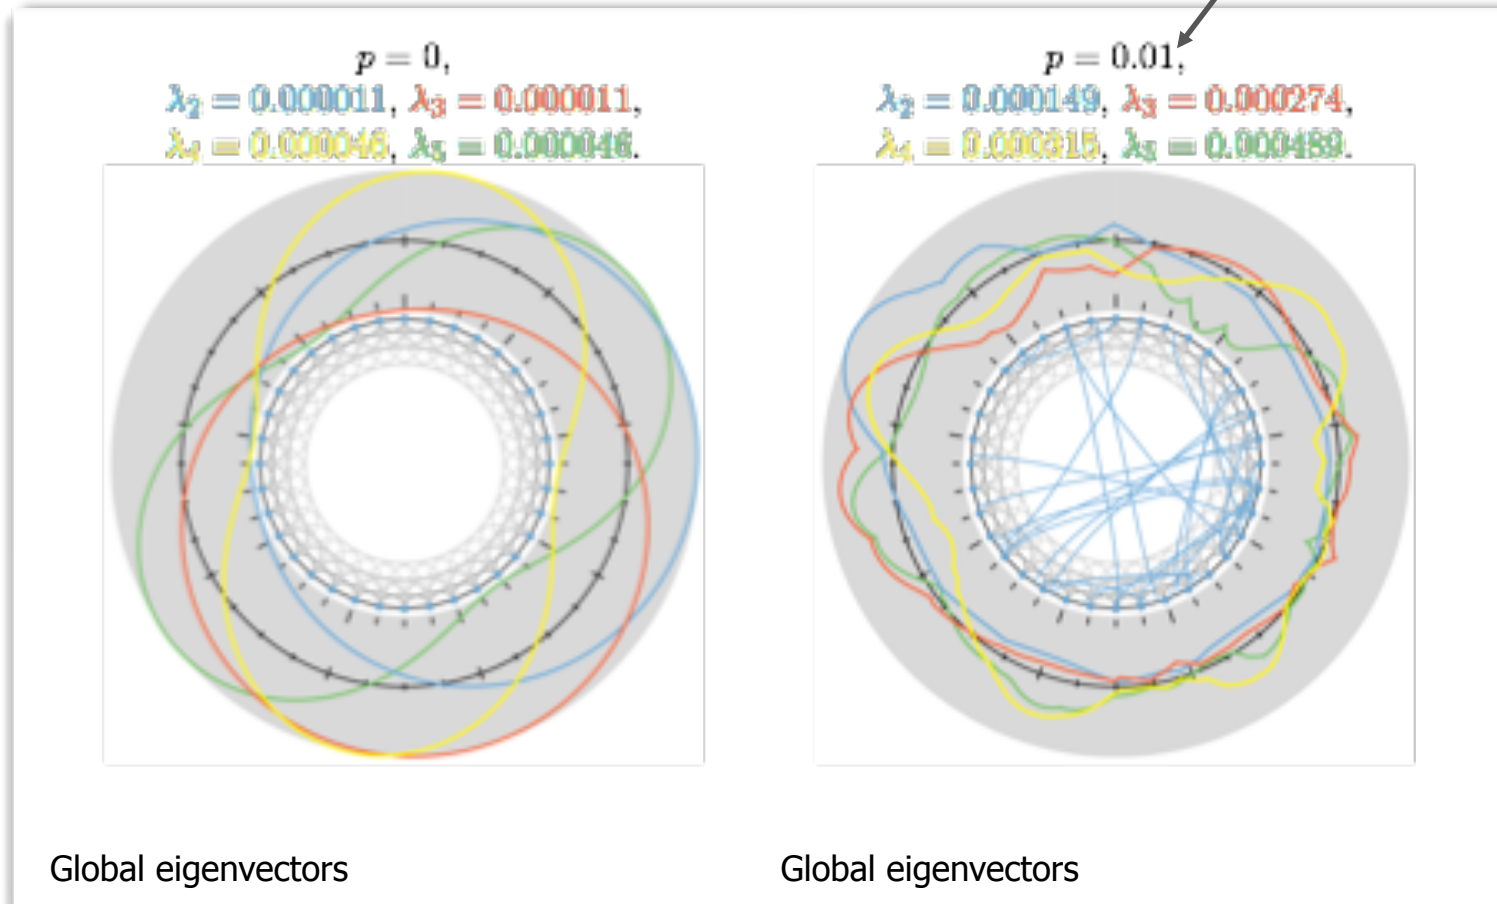 p = 0,
λ₂ = 0.000011, λ₃ = 0.000011,
λ₄ = 0.000046, λ₅ = 0.000046.
p = 0.01,
λ₂ = 0.000149, λ₃ = 0.000274,
λ₄ = 0.000315, λ₅ = 0.000489.
Global eigenvectors
Global eigenvectors